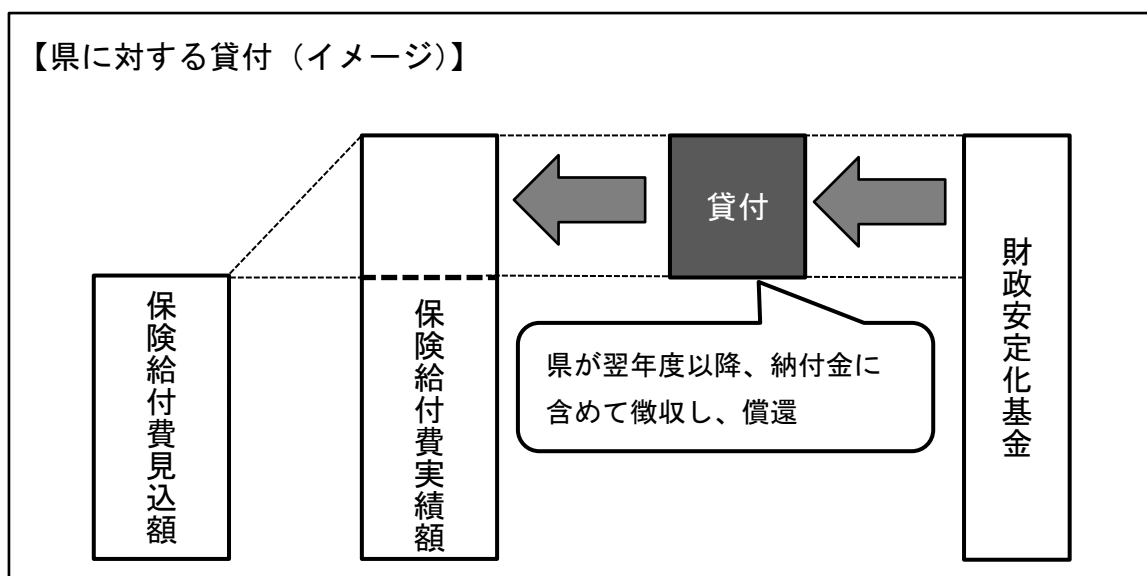 【県に対する貸付（イメージ）】
保険給付費見込額
保険給付費実績額
貸付
県が翌年度以降、納付金に
含めて徴収し、償還
財政安定化基金